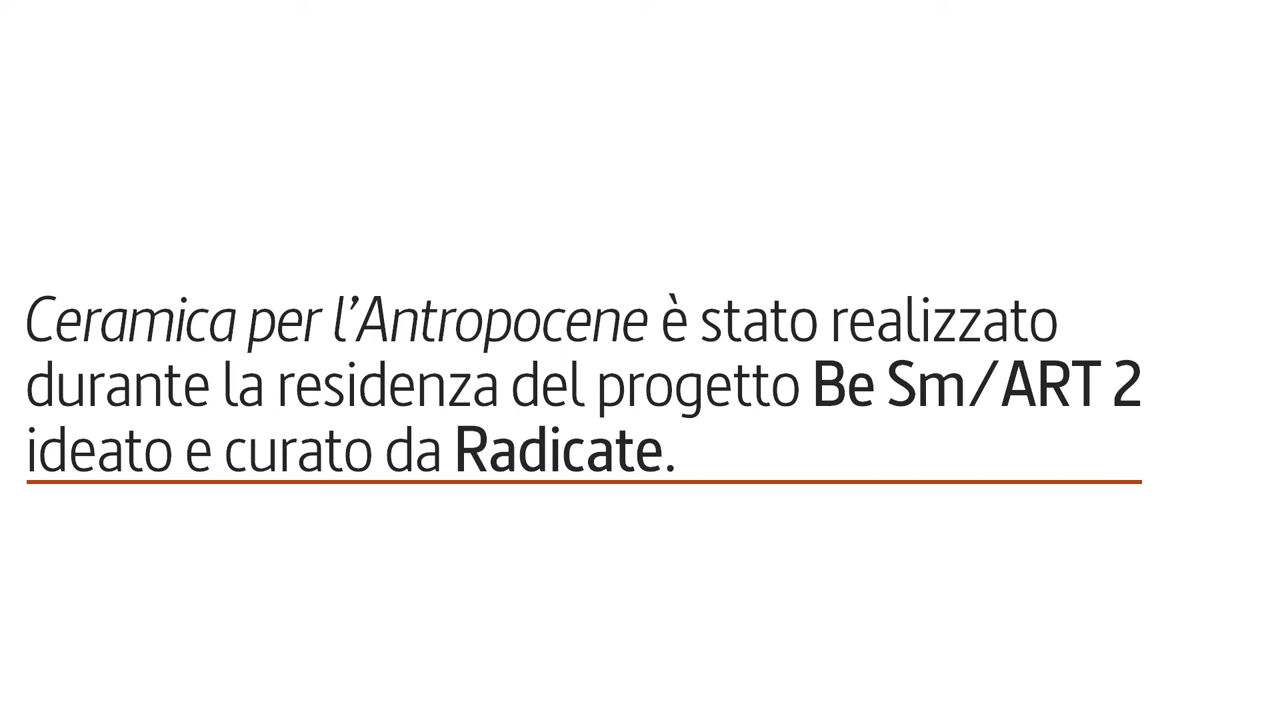 Ceramica per l’Antropocene è stato realizzato
durante la residenza del progetto Be Sm/ART 2
ideato e curato da Radicate.